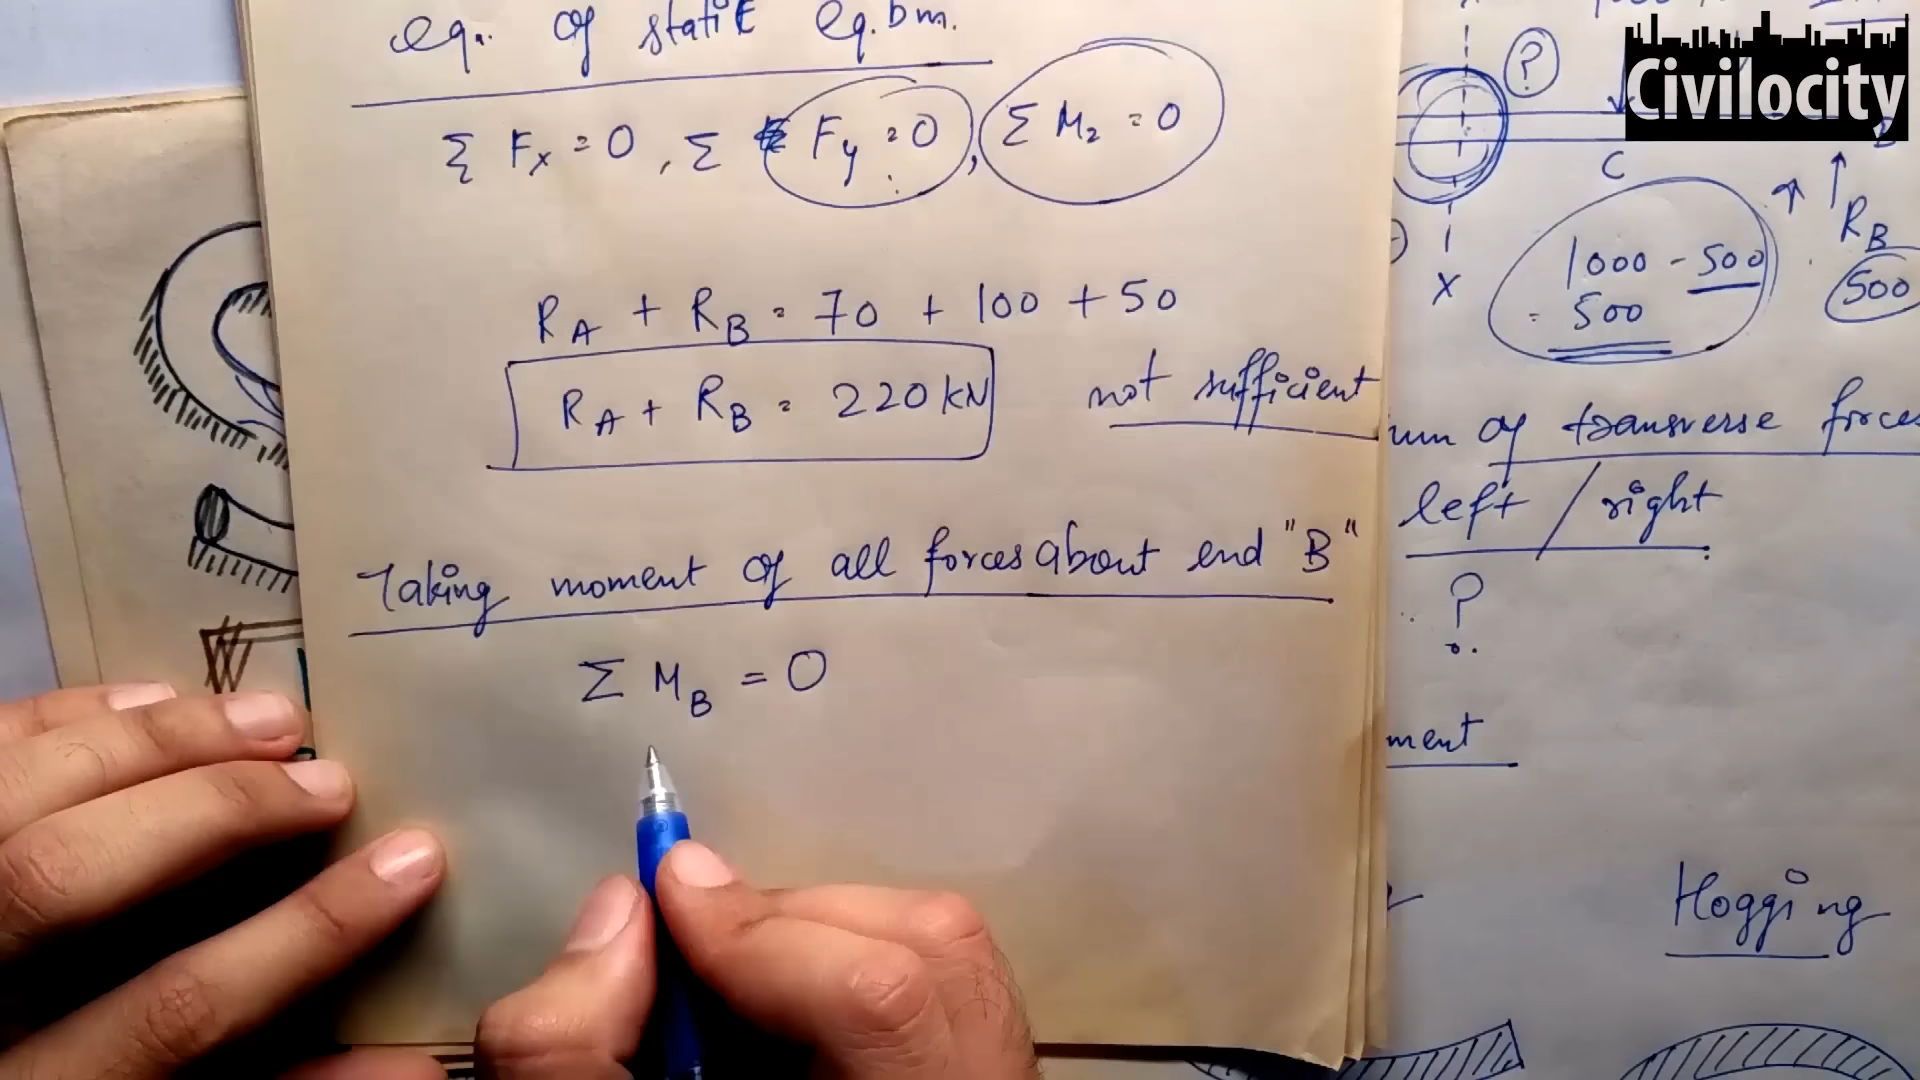 eq. of static eq.bm.
Σ Fx = 0, Σ Fy = 0, Σ Mz = 0
RA + RB = 70 + 100 + 50
RA + RB = 220 kN
not sufficient
Taking moment of all forces about end "B"
Σ MB = 0
Civilocity
?
C
B
RB
500
1000 - 500
= 500
X
of transverse forces
left / right
?
Hogging